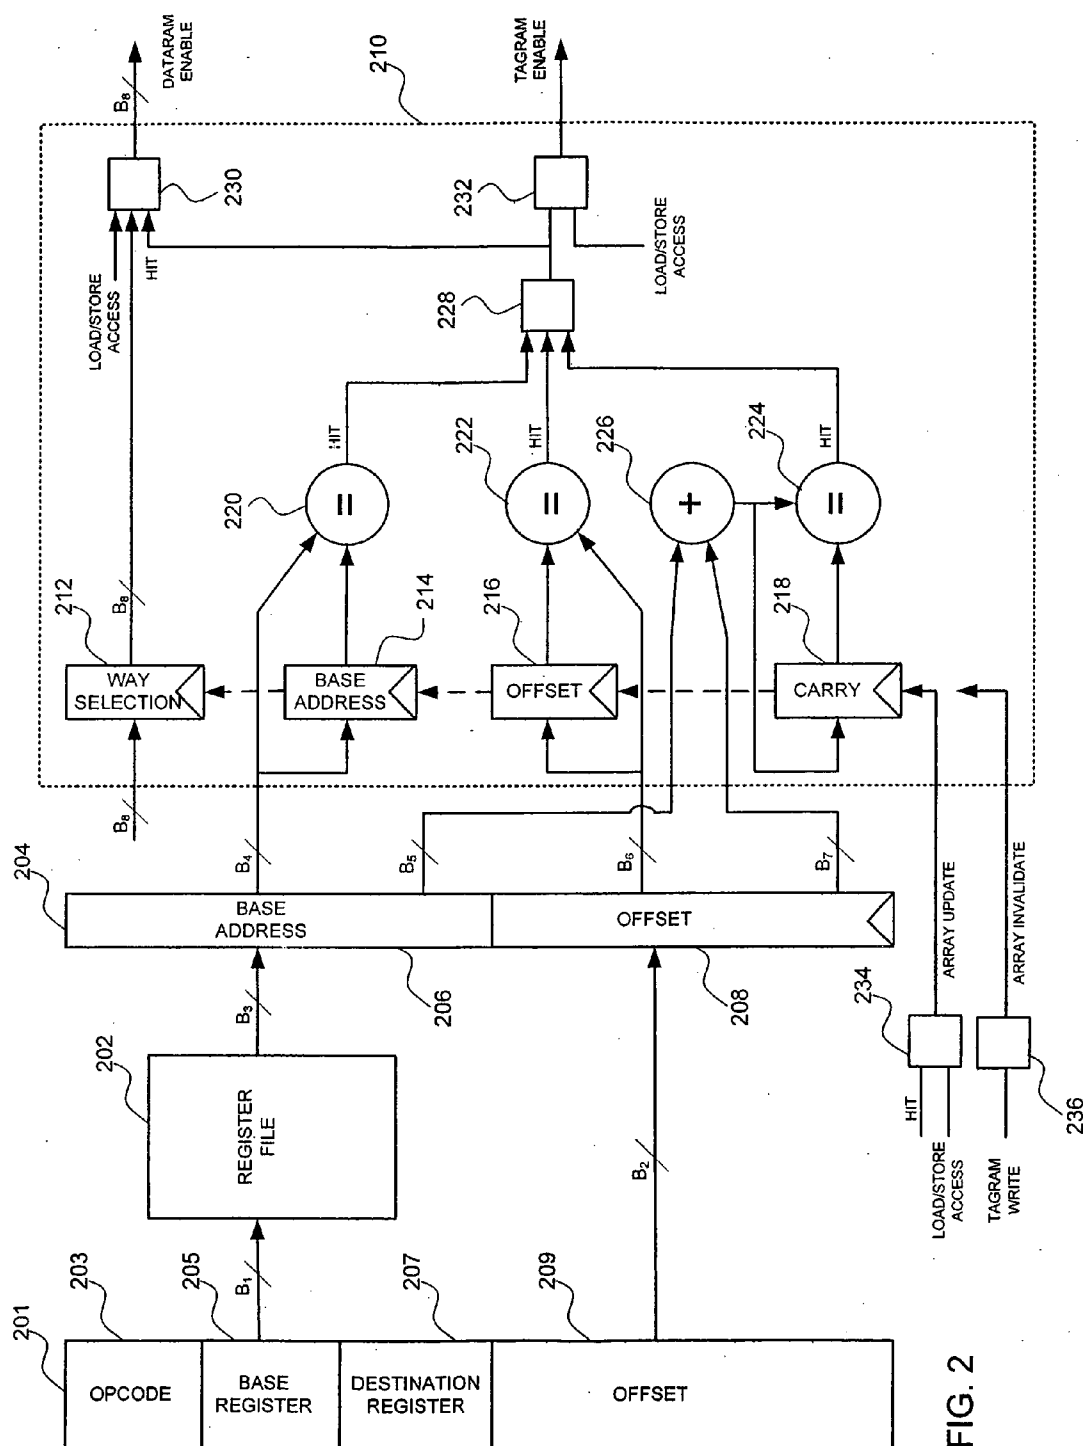 DATARAM
ENABLE
B8
210
TAGRAM
ENABLE
230
232
LOAD/STORE
ACCESS
HIT
LOAD/STORE
ACCESS
228
HIT
220
HIT
222
226
224
HIT
B8
212
214
216
218
WAY
SELECTION
BASE
ADDRESS
OFFSET
CARRY
B8
B4
B5
B6
B7
204
BASE
ADDRESS
OFFSET
206
208
ARRAY UPDATE
ARRAY INVALIDATE
234
236
HIT
LOAD/STORE
ACCESS
TAGRAM
WRITE
B3
202
REGISTER
FILE
B2
B1
201
203
205
207
209
OPCODE
BASE
REGISTER
DESTINATION
REGISTER
OFFSET
FIG. 2